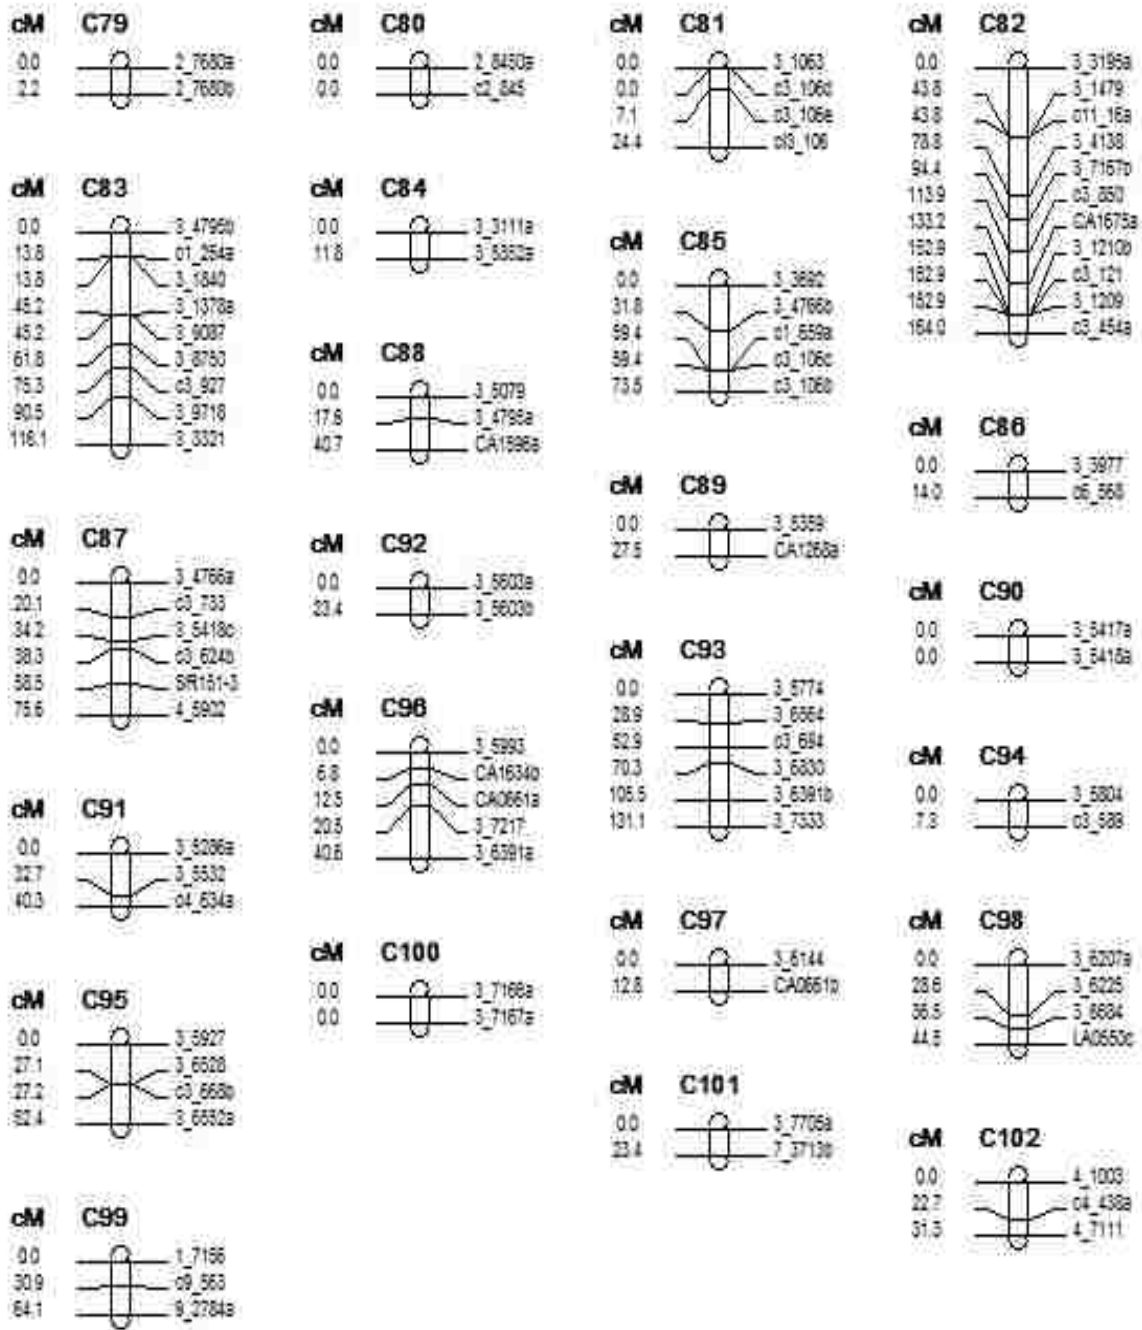 cM C79
0.0 2_7680a
2.2 2_7680b
cM C80
0.0 2_8430a
0.0 c2_845
cM C81
0.0 3_1063
0.0 c3_106d
7.1 c3_106e
24.4 cl3_106
cM C82
0.0 3_3195a
43.8 3_1479
43.8 c11_16a
78.8 3_4138
94.4 3_7167b
113.9 c3_850
133.2 CA1675a
152.9 3_1210b
152.9 c3_121
152.9 3_1209
164.0 c3_454a
cM C83
0.0 3_4795b
13.8 c1_254a
13.8 3_1840
45.2 3_1378a
45.2 3_9087
61.8 3_8753
75.3 c3_927
90.5 3_9718
116.1 3_3321
cM C84
0.0 3_3111a
11.8 3_5352a
cM C85
0.0 3_3692
31.8 3_4766b
59.4 c1_659a
59.4 c3_106c
73.5 c3_106b
cM C86
0.0 3_3977
14.0 c6_568
cM C87
0.0 3_4766a
20.1 c3_733
34.2 3_5418c
38.3 c3_624b
58.5 SfR151-3
75.6 4_5902
cM C88
0.0 3_5079
17.6 3_4795a
40.7 CA1596a
cM C89
0.0 3_5359
27.5 CA1268a
cM C90
0.0 3_5417a
0.0 3_5418a
cM C91
0.0 3_5286a
32.7 3_5532
40.3 c4_634a
cM C92
0.0 3_5603a
23.4 3_5603b
cM C93
0.0 3_5774
28.9 3_6564
52.9 c3_694
70.3 3_6830
105.5 3_6391b
131.1 3_7333
cM C94
0.0 3_5804
7.3 c3_589
cM C95
0.0 3_5927
27.1 3_6528
27.2 c3_668b
62.4 3_6552a
cM C96
0.0 3_5993
6.8 CA1634b
12.5 CA0661a
20.5 3_7217
40.6 3_6391a
cM C97
0.0 3_6144
12.8 CA0661b
cM C98
0.0 3_6207a
28.6 3_6225
36.5 3_6684
44.5 LA0550c
cM C99
0.0 1_7156
30.9 c9_563
64.1 9_2784a
cM C100
0.0 3_7166a
0.0 3_7167a
cM C101
0.0 3_7705a
23.4 7_3713b
cM C102
0.0 4_1003
22.7 c4_438a
31.3 4_7111